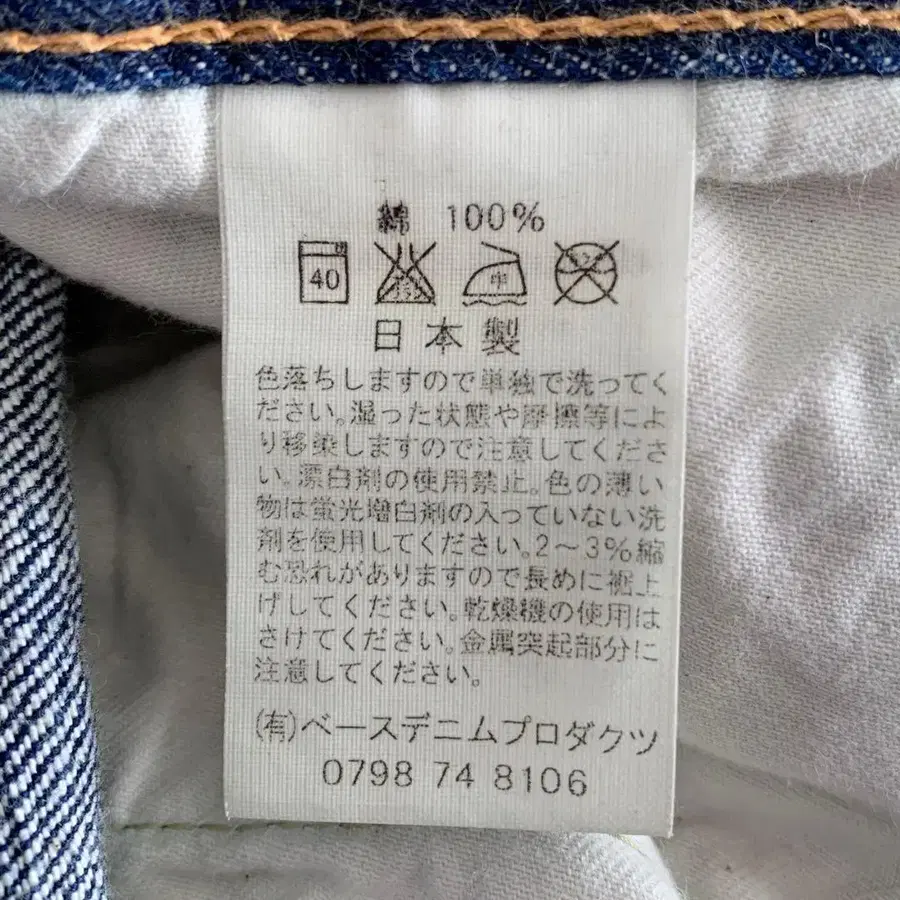 綿 100%
40 中
日本製
色落ちしますので単独で洗ってく
ださい。湿った状態や摩擦等によ
り移染しますので注意してくださ
い。漂白剤の使用禁止。色の薄い
物は蛍光増白剤の入っていない洗
剤を使用してください。2～3%縮
む恐れがありますので長めに裾上
げしてください。乾燥機の使用は
さけてください。金属突起部分に
注意してください。
(有)ベースデニムプロダクツ
0798 74 8106